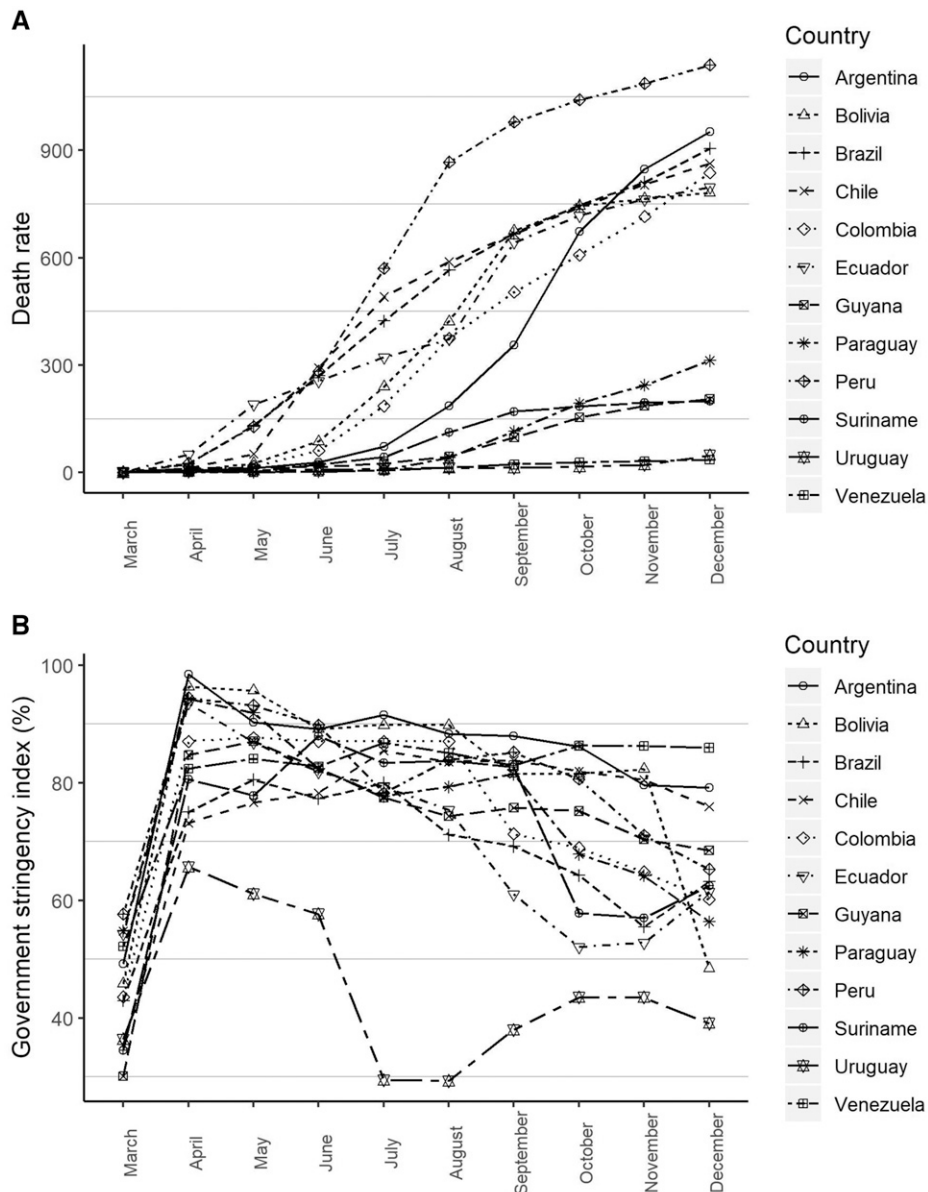 A
Country
Argentina
Bolivia
Brazil
Chile
Colombia
Ecuador
Guyana
Paraguay
Peru
Suriname
Uruguay
Venezuela
Death rate
900
600
300
0
March
April
May
June
July
August
September
October
November
December
B
Country
Argentina
Bolivia
Brazil
Chile
Colombia
Ecuador
Guyana
Paraguay
Peru
Suriname
Uruguay
Venezuela
Government stringency index (%)
100
80
60
40
March
April
May
June
July
August
September
October
November
December